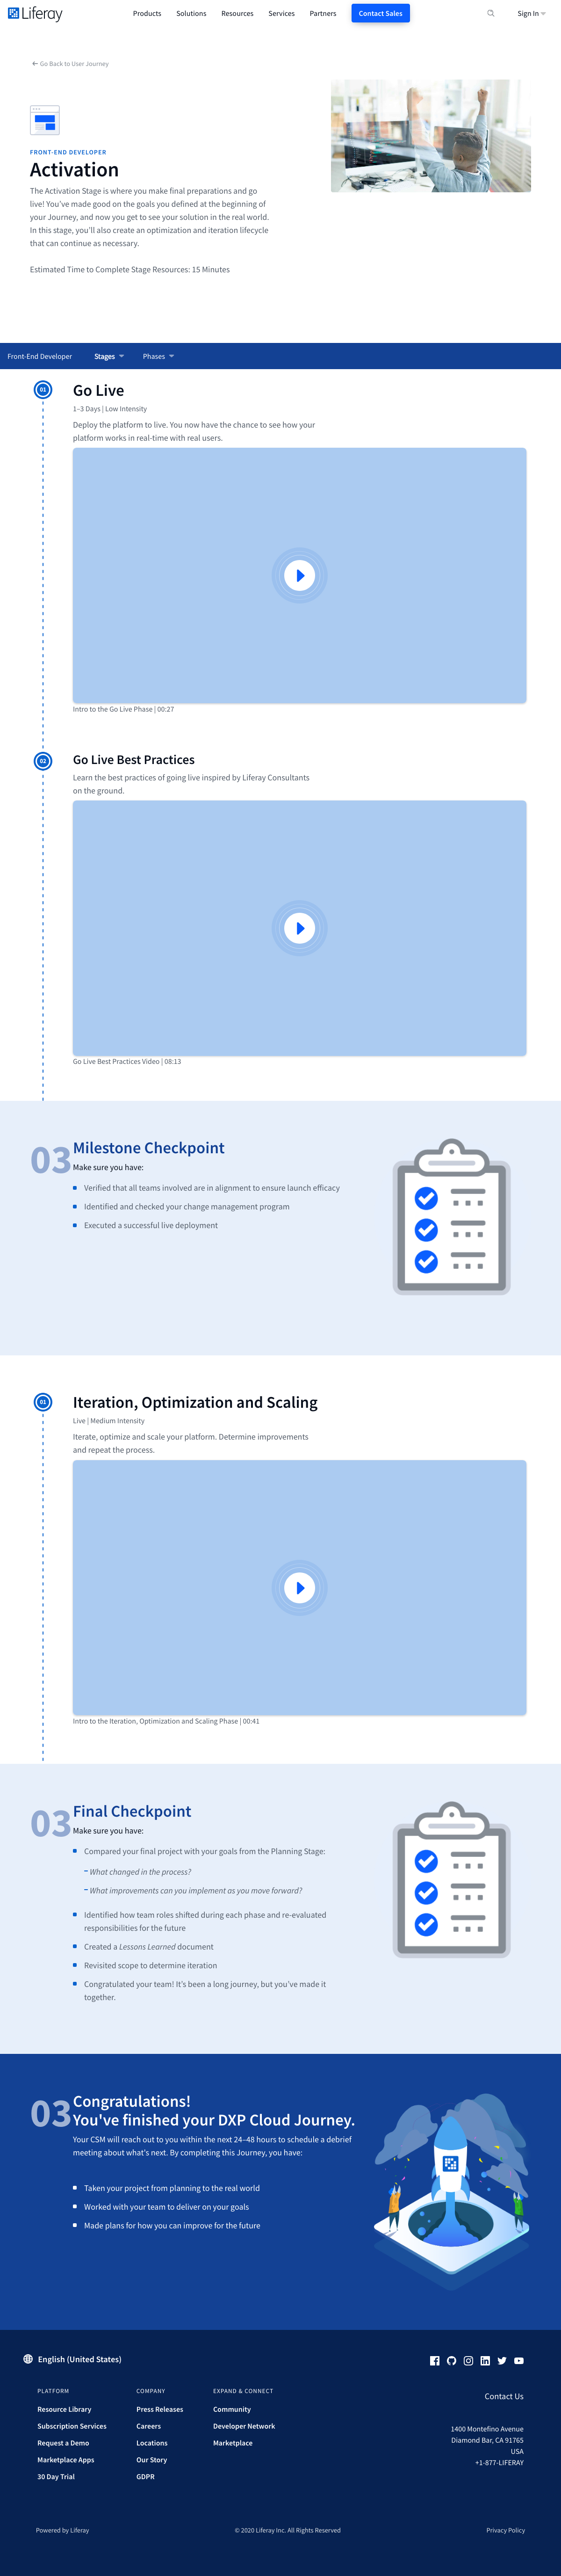 Liferay
Products Solutions Resources Services Partners Contact Sales Sign In
Go Back to User Journey
FRONT-END DEVELOPER
Activation
The Activation Stage is where you make final preparations and go
live! You've made good on the goals you defined at the beginning of
your Journey, and now you get to see your solution in the real world.
In this stage, you'll also create an optimization and iteration lifecycle
that can continue as necessary.
Estimated Time to Complete Stage Resources: 15 Minutes
Front-End Developer Stages Phases
01
Go Live
1–3 Days | Low Intensity
Deploy the platform to live. You now have the chance to see how your
platform works in real-time with real users.
Intro to the Go Live Phase | 00:27
02
Go Live Best Practices
Learn the best practices of going live inspired by Liferay Consultants
on the ground.
Go Live Best Practices Video | 08:13
03
Milestone Checkpoint
Make sure you have:
Verified that all teams involved are in alignment to ensure launch efficacy
Identified and checked your change management program
Executed a successful live deployment
01
Iteration, Optimization and Scaling
Live | Medium Intensity
Iterate, optimize and scale your platform. Determine improvements
and repeat the process.
Intro to the Iteration, Optimization and Scaling Phase | 00:41
03
Final Checkpoint
Make sure you have:
Compared your final project with your goals from the Planning Stage:
– What changed in the process?
– What improvements can you implement as you move forward?
Identified how team roles shifted during each phase and re-evaluated
responsibilities for the future
Created a Lessons Learned document
Revisited scope to determine iteration
Congratulated your team! It's been a long journey, but you've made it
together.
03
Congratulations!
You've finished your DXP Cloud Journey.
Your CSM will reach out to you within the next 24–48 hours to schedule a debrief
meeting about what's next. By completing this Journey, you have:
Taken your project from planning to the real world
Worked with your team to deliver on your goals
Made plans for how you can improve for the future
English (United States)
PLATFORM
Resource Library
Subscription Services
Request a Demo
Marketplace Apps
30 Day Trial
COMPANY
Press Releases
Careers
Locations
Our Story
GDPR
EXPAND & CONNECT
Community
Developer Network
Marketplace
Contact Us
1400 Montefino Avenue
Diamond Bar, CA 91765
USA
+1-877-LIFERAY
Powered by Liferay
© 2020 Liferay Inc. All Rights Reserved
Privacy Policy